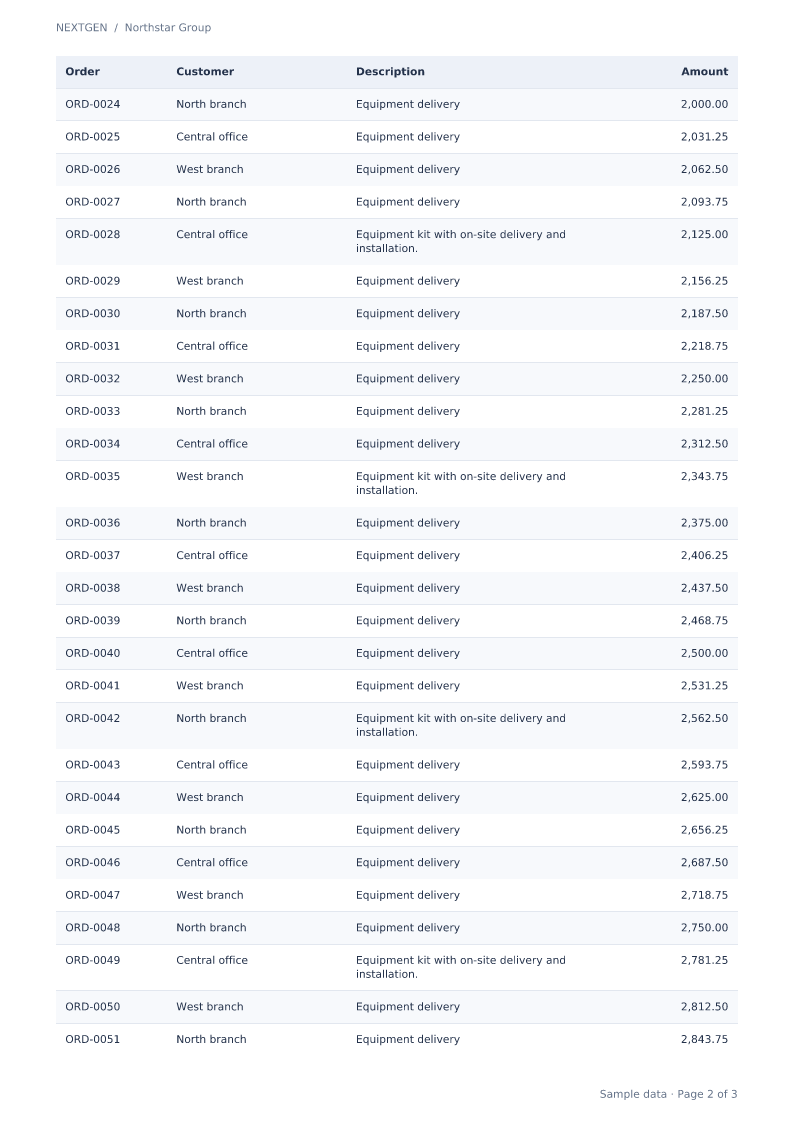 NEXTGEN / Northstar Group
Order Customer Description Amount
ORD-0024 North branch Equipment delivery 2,000.00
ORD-0025 Central office Equipment delivery 2,031.25
ORD-0026 West branch Equipment delivery 2,062.50
ORD-0027 North branch Equipment delivery 2,093.75
ORD-0028 Central office Equipment kit with on-site delivery and 2,125.00
installation.
ORD-0029 West branch Equipment delivery 2,156.25
ORD-0030 North branch Equipment delivery 2,187.50
ORD-0031 Central office Equipment delivery 2,218.75
ORD-0032 West branch Equipment delivery 2,250.00
ORD-0033 North branch Equipment delivery 2,281.25
ORD-0034 Central office Equipment delivery 2,312.50
ORD-0035 West branch Equipment kit with on-site delivery and 2,343.75
installation.
ORD-0036 North branch Equipment delivery 2,375.00
ORD-0037 Central office Equipment delivery 2,406.25
ORD-0038 West branch Equipment delivery 2,437.50
ORD-0039 North branch Equipment delivery 2,468.75
ORD-0040 Central office Equipment delivery 2,500.00
ORD-0041 West branch Equipment delivery 2,531.25
ORD-0042 North branch Equipment kit with on-site delivery and 2,562.50
installation.
ORD-0043 Central office Equipment delivery 2,593.75
ORD-0044 West branch Equipment delivery 2,625.00
ORD-0045 North branch Equipment delivery 2,656.25
ORD-0046 Central office Equipment delivery 2,687.50
ORD-0047 West branch Equipment delivery 2,718.75
ORD-0048 North branch Equipment delivery 2,750.00
ORD-0049 Central office Equipment kit with on-site delivery and 2,781.25
installation.
ORD-0050 West branch Equipment delivery 2,812.50
ORD-0051 North branch Equipment delivery 2,843.75
Sample data · Page 2 of 3